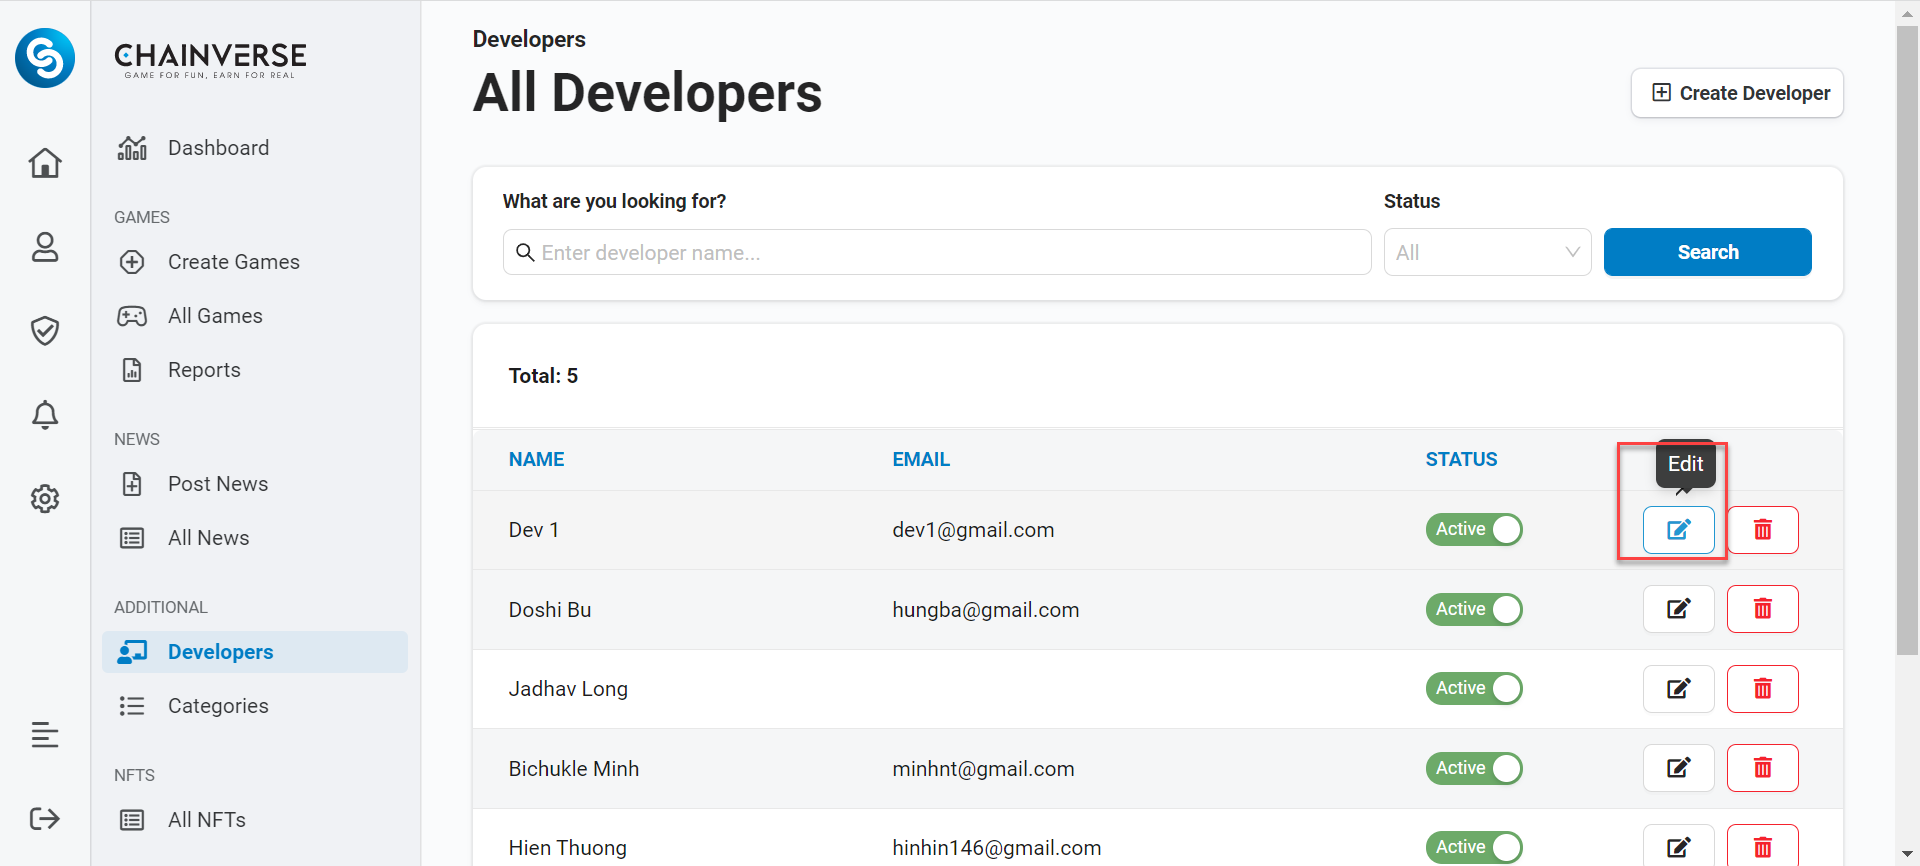 CHAINVERSE
GAME FOR FUN, EARN FOR REAL
Dashboard
GAMES
Create Games
All Games
Reports
NEWS
Post News
All News
ADDITIONAL
Developers
Categories
NFTS
All NFTs
Developers
All Developers
Create Developer
What are you looking for?
Status
Enter developer name...
All
Search
Total: 5
NAME EMAIL STATUS
Edit
Dev 1 dev1@gmail.com Active
Doshi Bu hungba@gmail.com Active
Jadhav Long Active
Bichukle Minh minhnt@gmail.com Active
Hien Thuong hinhin146@gmail.com Active